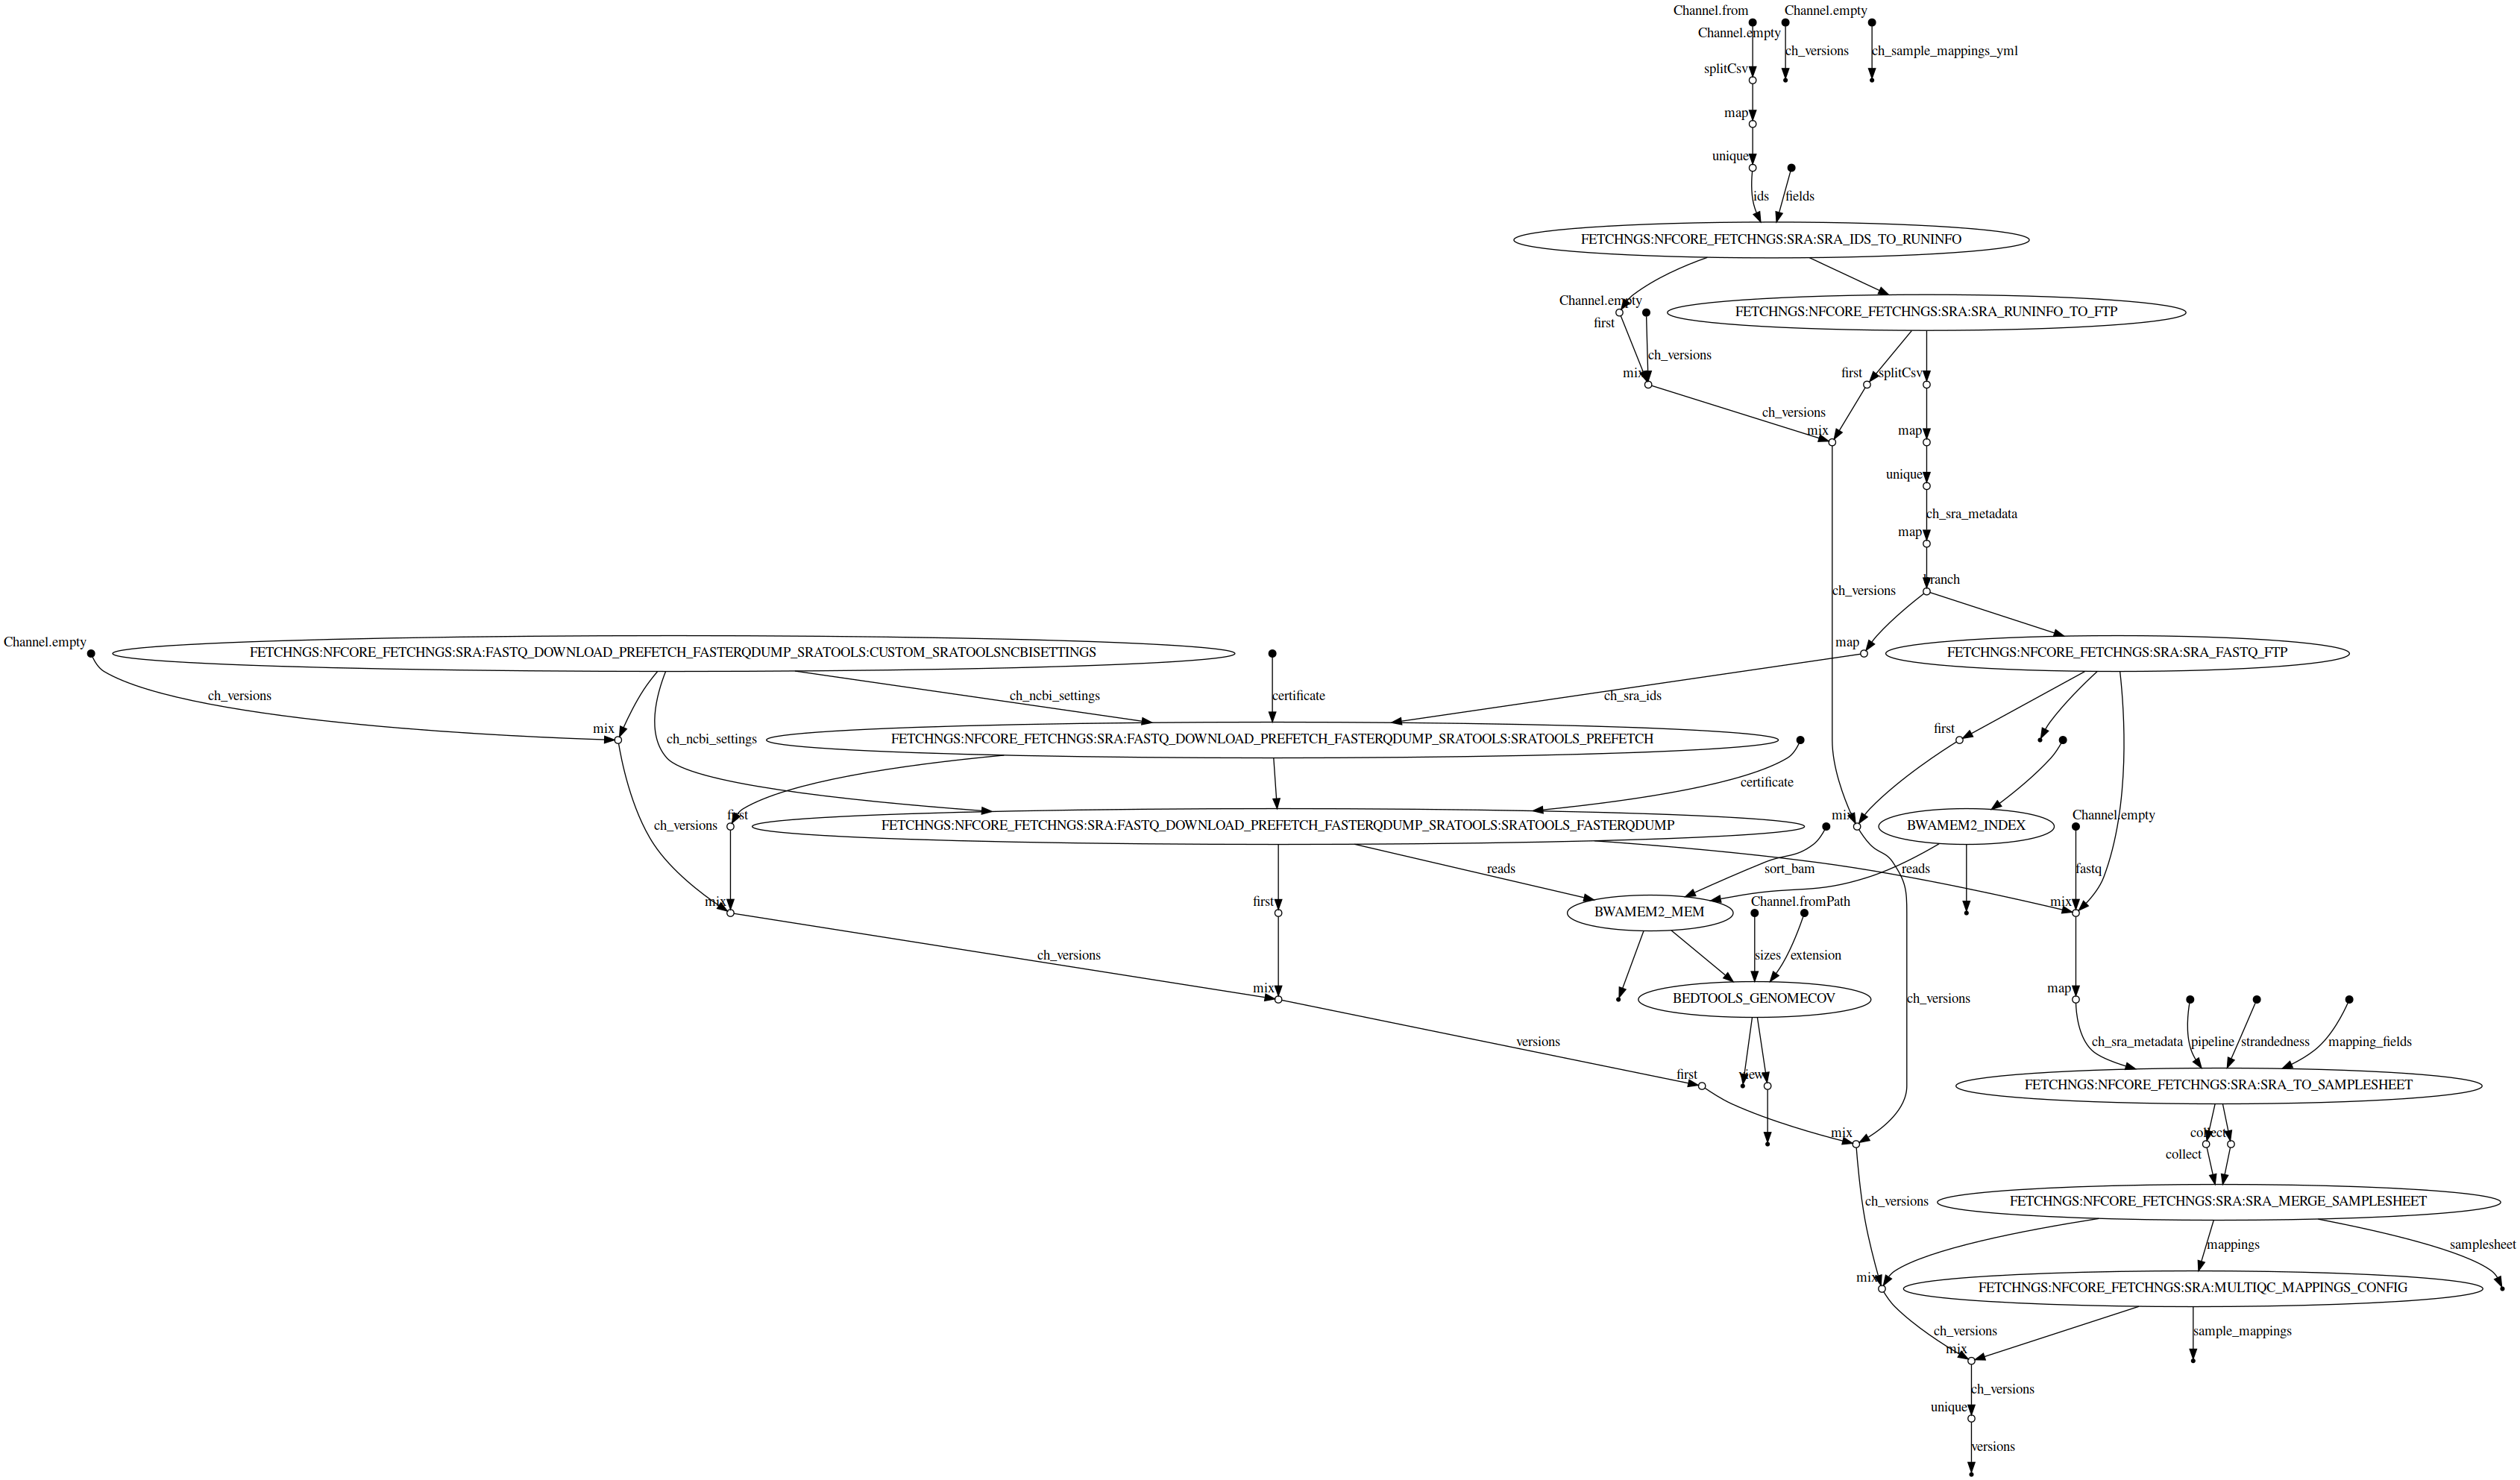 Channel.from
Channel.empty
Channel.empty
ch_versions
ch_sample_mappings_yml
splitCsv
map
unique
ids
fields
FETCHNGS:NFCORE_FETCHNGS:SRA:SRA_IDS_TO_RUNINFO
Channel.empty
first
FETCHNGS:NFCORE_FETCHNGS:SRA:SRA_RUNINFO_TO_FTP
ch_versions
mix
first
splitCsv
ch_versions
mix
map
unique
ch_sra_metadata
map
branch
ch_versions
Channel.empty
FETCHNGS:NFCORE_FETCHNGS:SRA:FASTQ_DOWNLOAD_PREFETCH_FASTERQDUMP_SRATOOLS:CUSTOM_SRATOOLSNCBISETTINGS
map
FETCHNGS:NFCORE_FETCHNGS:SRA:SRA_FASTQ_FTP
ch_versions
ch_ncbi_settings
certificate
ch_sra_ids
mix
ch_ncbi_settings
FETCHNGS:NFCORE_FETCHNGS:SRA:FASTQ_DOWNLOAD_PREFETCH_FASTERQDUMP_SRATOOLS:SRATOOLS_PREFETCH
first
certificate
ch_versions
first
FETCHNGS:NFCORE_FETCHNGS:SRA:FASTQ_DOWNLOAD_PREFETCH_FASTERQDUMP_SRATOOLS:SRATOOLS_FASTERQDUMP
mix
BWAMEM2_INDEX
Channel.empty
reads
sort_bam
reads
fastq
mix
first
BWAMEM2_MEM
Channel.fromPath
mix
ch_versions
sizes
extension
mix
BEDTOOLS_GENOMECOV
ch_versions
map
versions
ch_sra_metadata
pipeline
strandedness
mapping_fields
first
view
FETCHNGS:NFCORE_FETCHNGS:SRA:SRA_TO_SAMPLESHEET
mix
collect
collect
ch_versions
FETCHNGS:NFCORE_FETCHNGS:SRA:SRA_MERGE_SAMPLESHEET
mappings
samplesheet
mix
FETCHNGS:NFCORE_FETCHNGS:SRA:MULTIQC_MAPPINGS_CONFIG
ch_versions
sample_mappings
mix
ch_versions
unique
versions